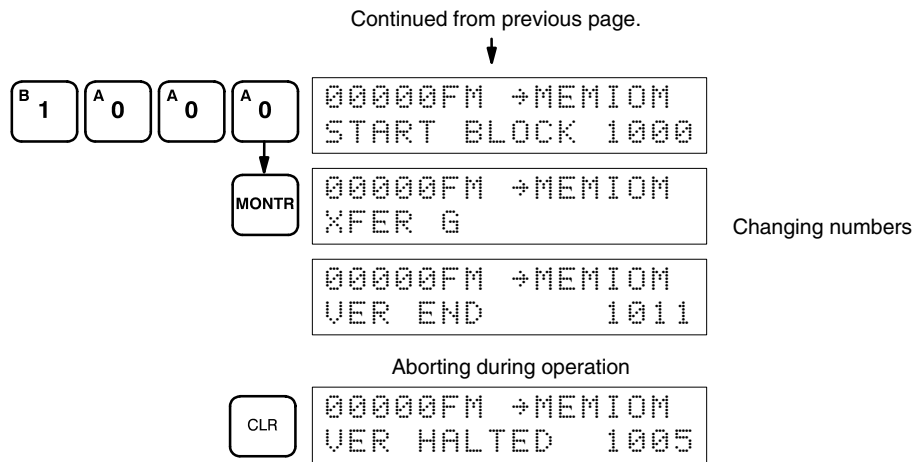 Continued from previous page.
B 1 A 0 A 0 A 0
00000FM →MEMIOM
START BLOCK 1000
MONTR
00000FM →MEMIOM
XFER G
Changing numbers
00000FM →MEMIOM
VER END 1011
Aborting during operation
CLR
00000FM →MEMIOM
VER HALTED 1005